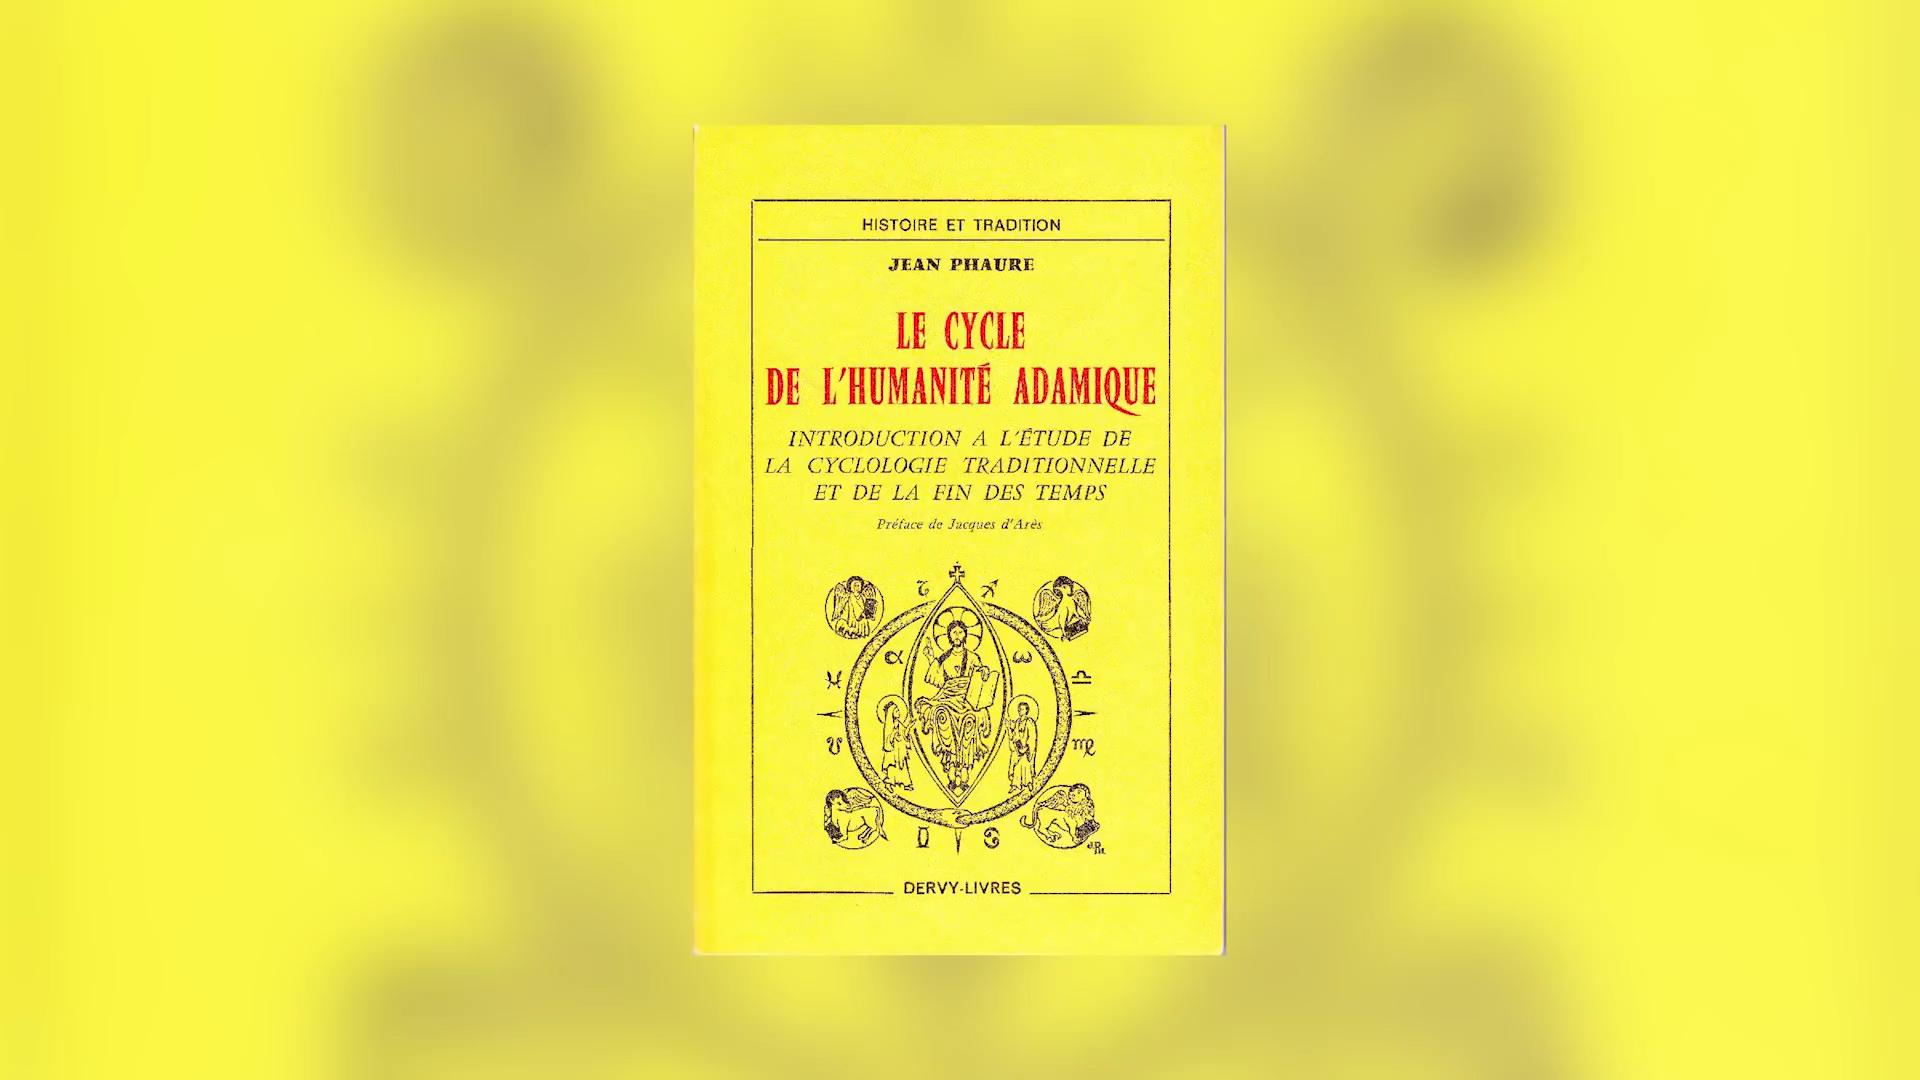 HISTOIRE ET TRADITION
JEAN PHAURE
LE CYCLE
DE L'HUMANITÉ ADAMIQUE
INTRODUCTION A L'ÉTUDE DE
LA CYCLOLOGIE TRADITIONNELLE
ET DE LA FIN DES TEMPS
Préface de Jacques d'Arès
α ω
DERVY-LIVRES